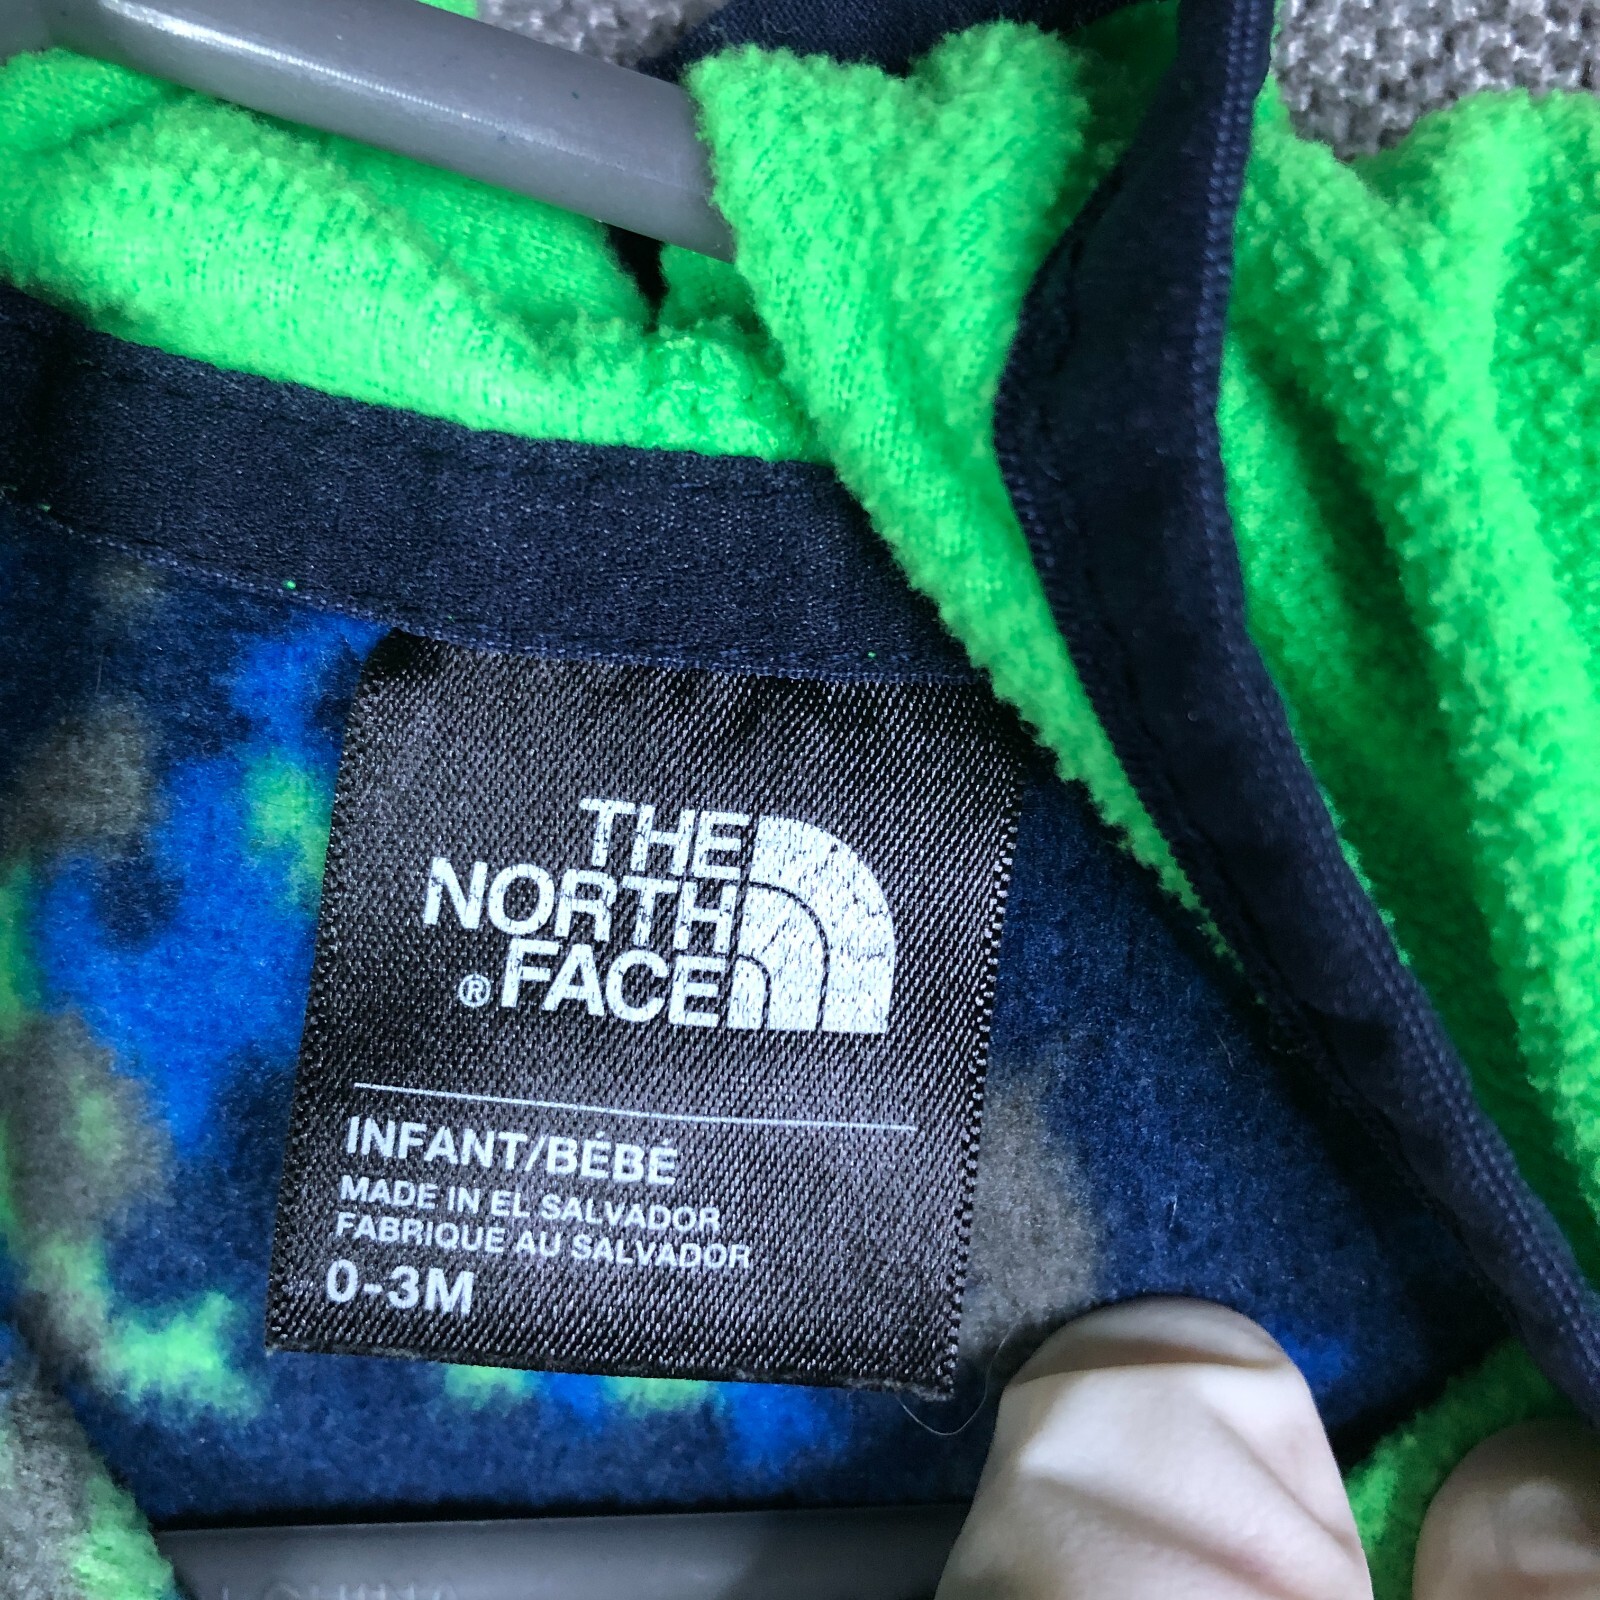 THE
NORTH
® FACE
INFANT/BÉBÉ
MADE IN EL SALVADOR
FABRIQUE AU SALVADOR
0-3M